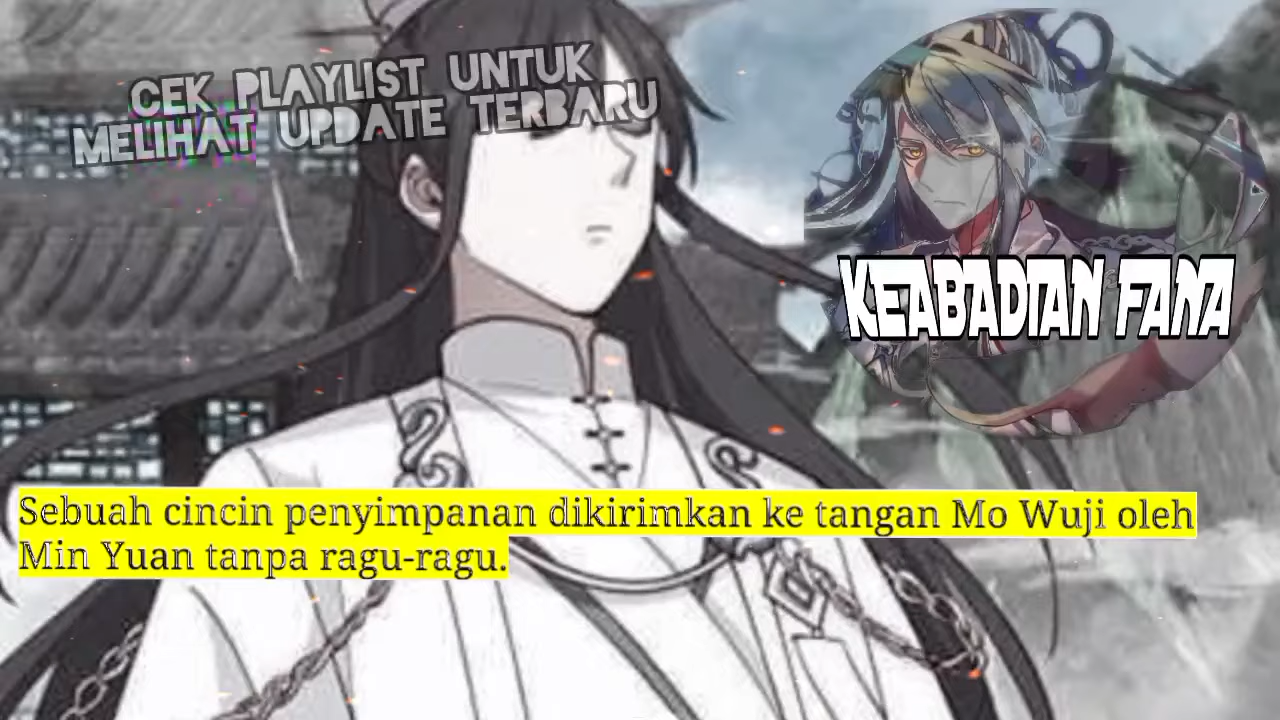 CEK PLAYLIST UNTUK
MELIHAT UPDATE TERBARU
KEABADIAN FANA
Sebuah cincin penyimpanan dikirimkan ke tangan Mo Wuji oleh
Min Yuan tanpa ragu-ragu.